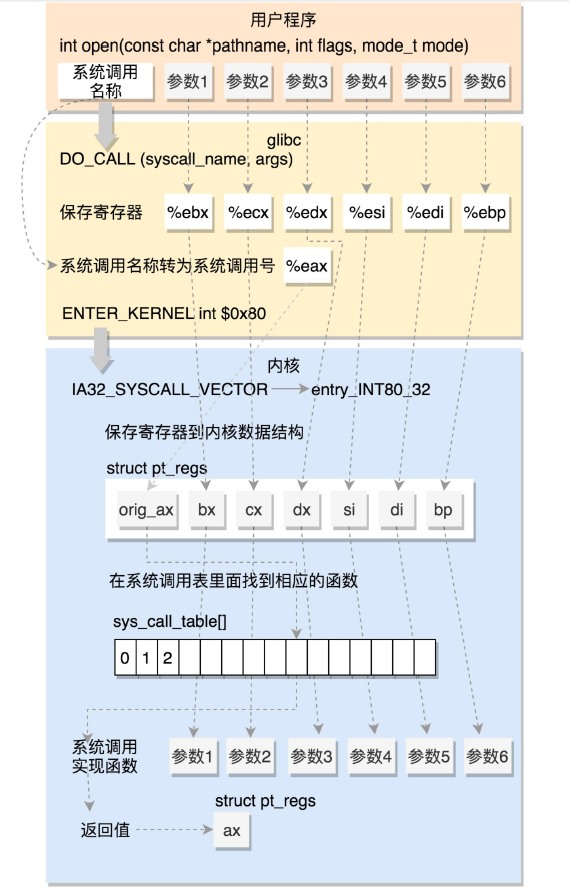 用户程序
int open(const char *pathname, int flags, mode_t mode)
系统调用
名称
参数1 参数2 参数3 参数4 参数5 参数6
glibc
DO_CALL (syscall_name, args)
保存寄存器 %ebx %ecx %edx %esi %edi %ebp
系统调用名称转为系统调用号 %eax
ENTER_KERNEL int $0x80
内核
IA32_SYSCALL_VECTOR entry_INT80_32
保存寄存器到内核数据结构
struct pt_regs
orig_ax bx cx dx si di bp
在系统调用表里面找到相应的函数
sys_call_table[]
0 1 2
系统调用
实现函数
参数1 参数2 参数3 参数4 参数5 参数6
struct pt_regs
返回值 ax